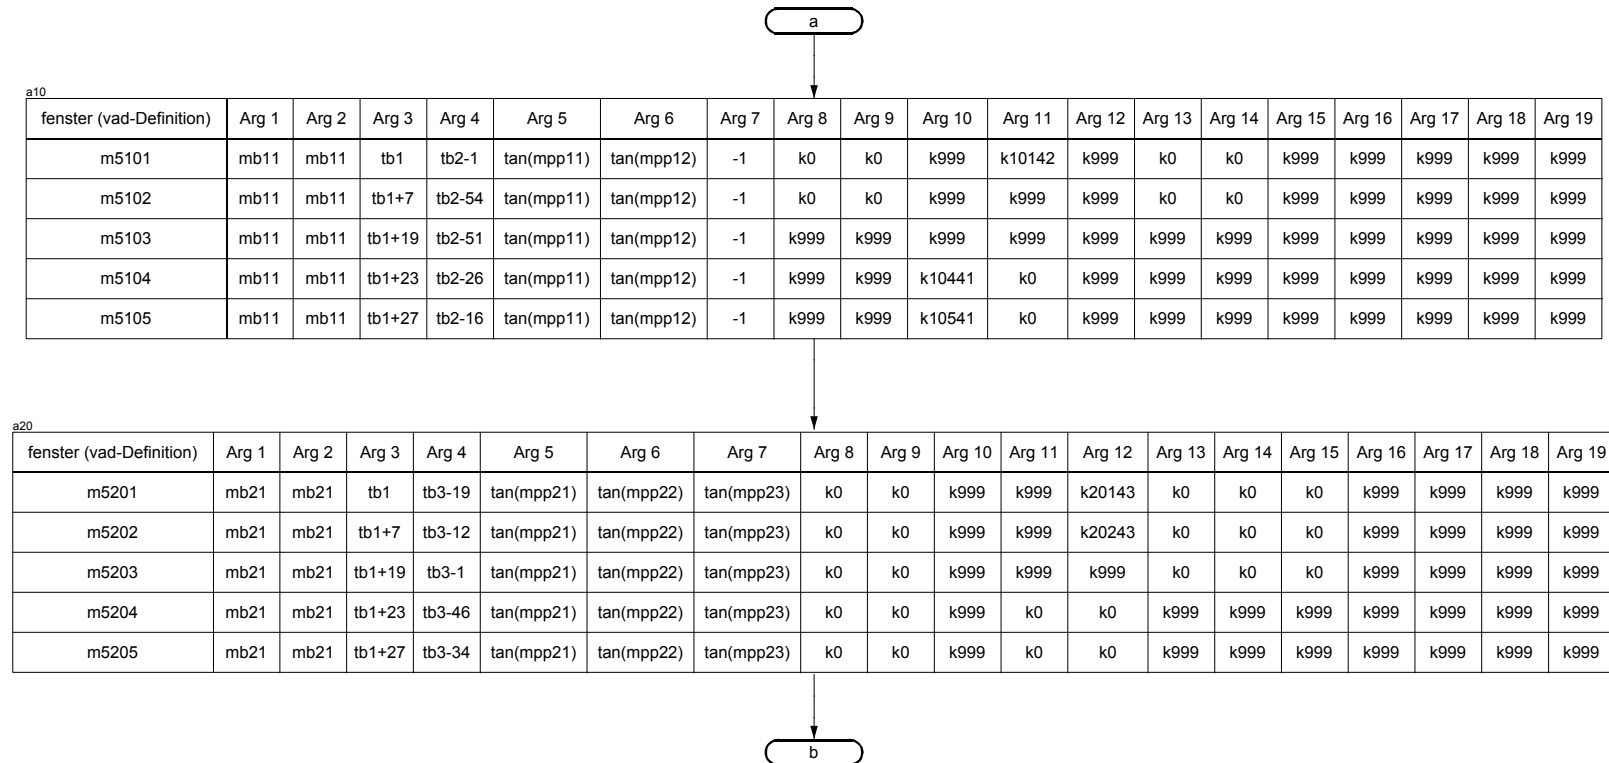 a
a10
fenster (vad-Definition) Arg 1 Arg 2 Arg 3 Arg 4 Arg 5 Arg 6 Arg 7 Arg 8 Arg 9 Arg 10 Arg 11 Arg 12 Arg 13 Arg 14 Arg 15 Arg 16 Arg 17 Arg 18 Arg 19
m5101 mb11 mb11 tb1 tb2-1 tan(mpp11) tan(mpp12) -1 k0 k0 k999 k10142 k999 k0 k0 k999 k999 k999 k999 k999
m5102 mb11 mb11 tb1+7 tb2-54 tan(mpp11) tan(mpp12) -1 k0 k0 k999 k999 k999 k0 k0 k999 k999 k999 k999 k999
m5103 mb11 mb11 tb1+19 tb2-51 tan(mpp11) tan(mpp12) -1 k999 k999 k999 k999 k999 k999 k999 k999 k999 k999 k999 k999
m5104 mb11 mb11 tb1+23 tb2-26 tan(mpp11) tan(mpp12) -1 k999 k999 k10441 k0 k999 k999 k999 k999 k999 k999 k999 k999
m5105 mb11 mb11 tb1+27 tb2-16 tan(mpp11) tan(mpp12) -1 k999 k999 k10541 k0 k999 k999 k999 k999 k999 k999 k999 k999
a20
fenster (vad-Definition) Arg 1 Arg 2 Arg 3 Arg 4 Arg 5 Arg 6 Arg 7 Arg 8 Arg 9 Arg 10 Arg 11 Arg 12 Arg 13 Arg 14 Arg 15 Arg 16 Arg 17 Arg 18 Arg 19
m5201 mb21 mb21 tb1 tb3-19 tan(mpp21) tan(mpp22) tan(mpp23) k0 k0 k999 k999 k20143 k0 k0 k0 k999 k999 k999 k999
m5202 mb21 mb21 tb1+7 tb3-12 tan(mpp21) tan(mpp22) tan(mpp23) k0 k0 k999 k999 k20243 k0 k0 k0 k999 k999 k999 k999
m5203 mb21 mb21 tb1+19 tb3-1 tan(mpp21) tan(mpp22) tan(mpp23) k0 k0 k999 k999 k999 k0 k0 k0 k999 k999 k999 k999
m5204 mb21 mb21 tb1+23 tb3-46 tan(mpp21) tan(mpp22) tan(mpp23) k0 k0 k999 k0 k0 k999 k999 k999 k999 k999 k999 k999
m5205 mb21 mb21 tb1+27 tb3-34 tan(mpp21) tan(mpp22) tan(mpp23) k0 k0 k999 k0 k0 k999 k999 k999 k999 k999 k999 k999
b